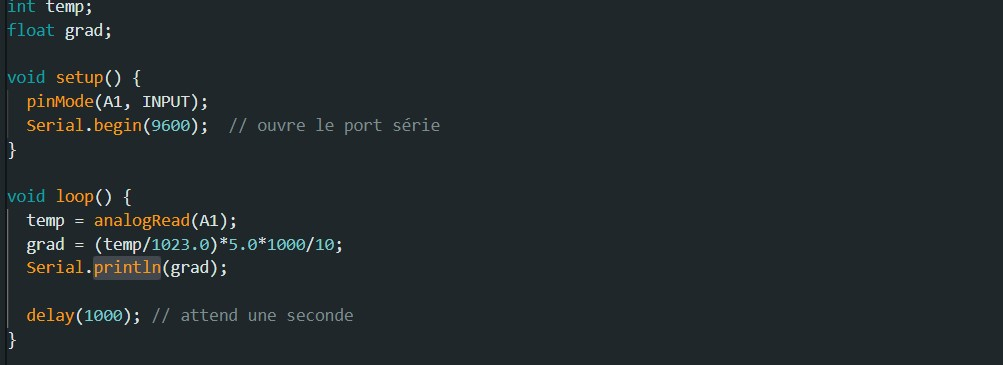 int temp;
float grad;
void setup() {
  pinMode(A1, INPUT);
  Serial.begin(9600);  // ouvre le port série
}
void loop() {
  temp = analogRead(A1);
  grad = (temp/1023.0)*5.0*1000/10;
  Serial.println(grad);
  delay(1000); // attend une seconde
}